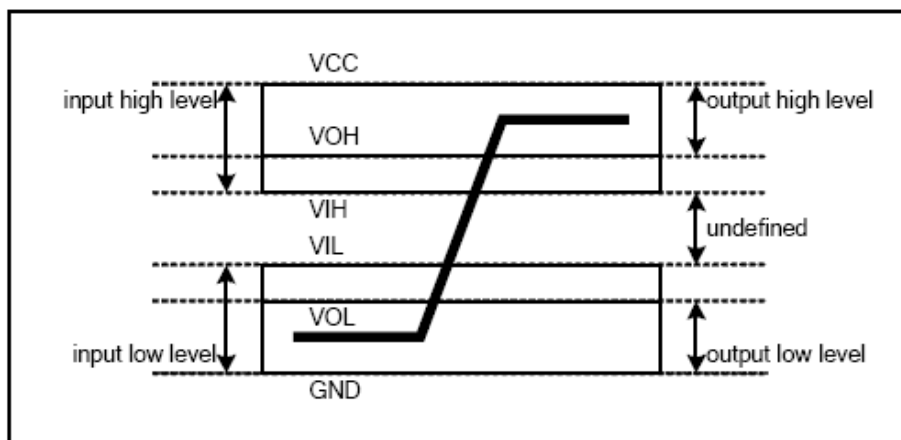 VCC
input high level
output high level
VOH
VIH
undefined
VIL
VOL
input low level
output low level
GND